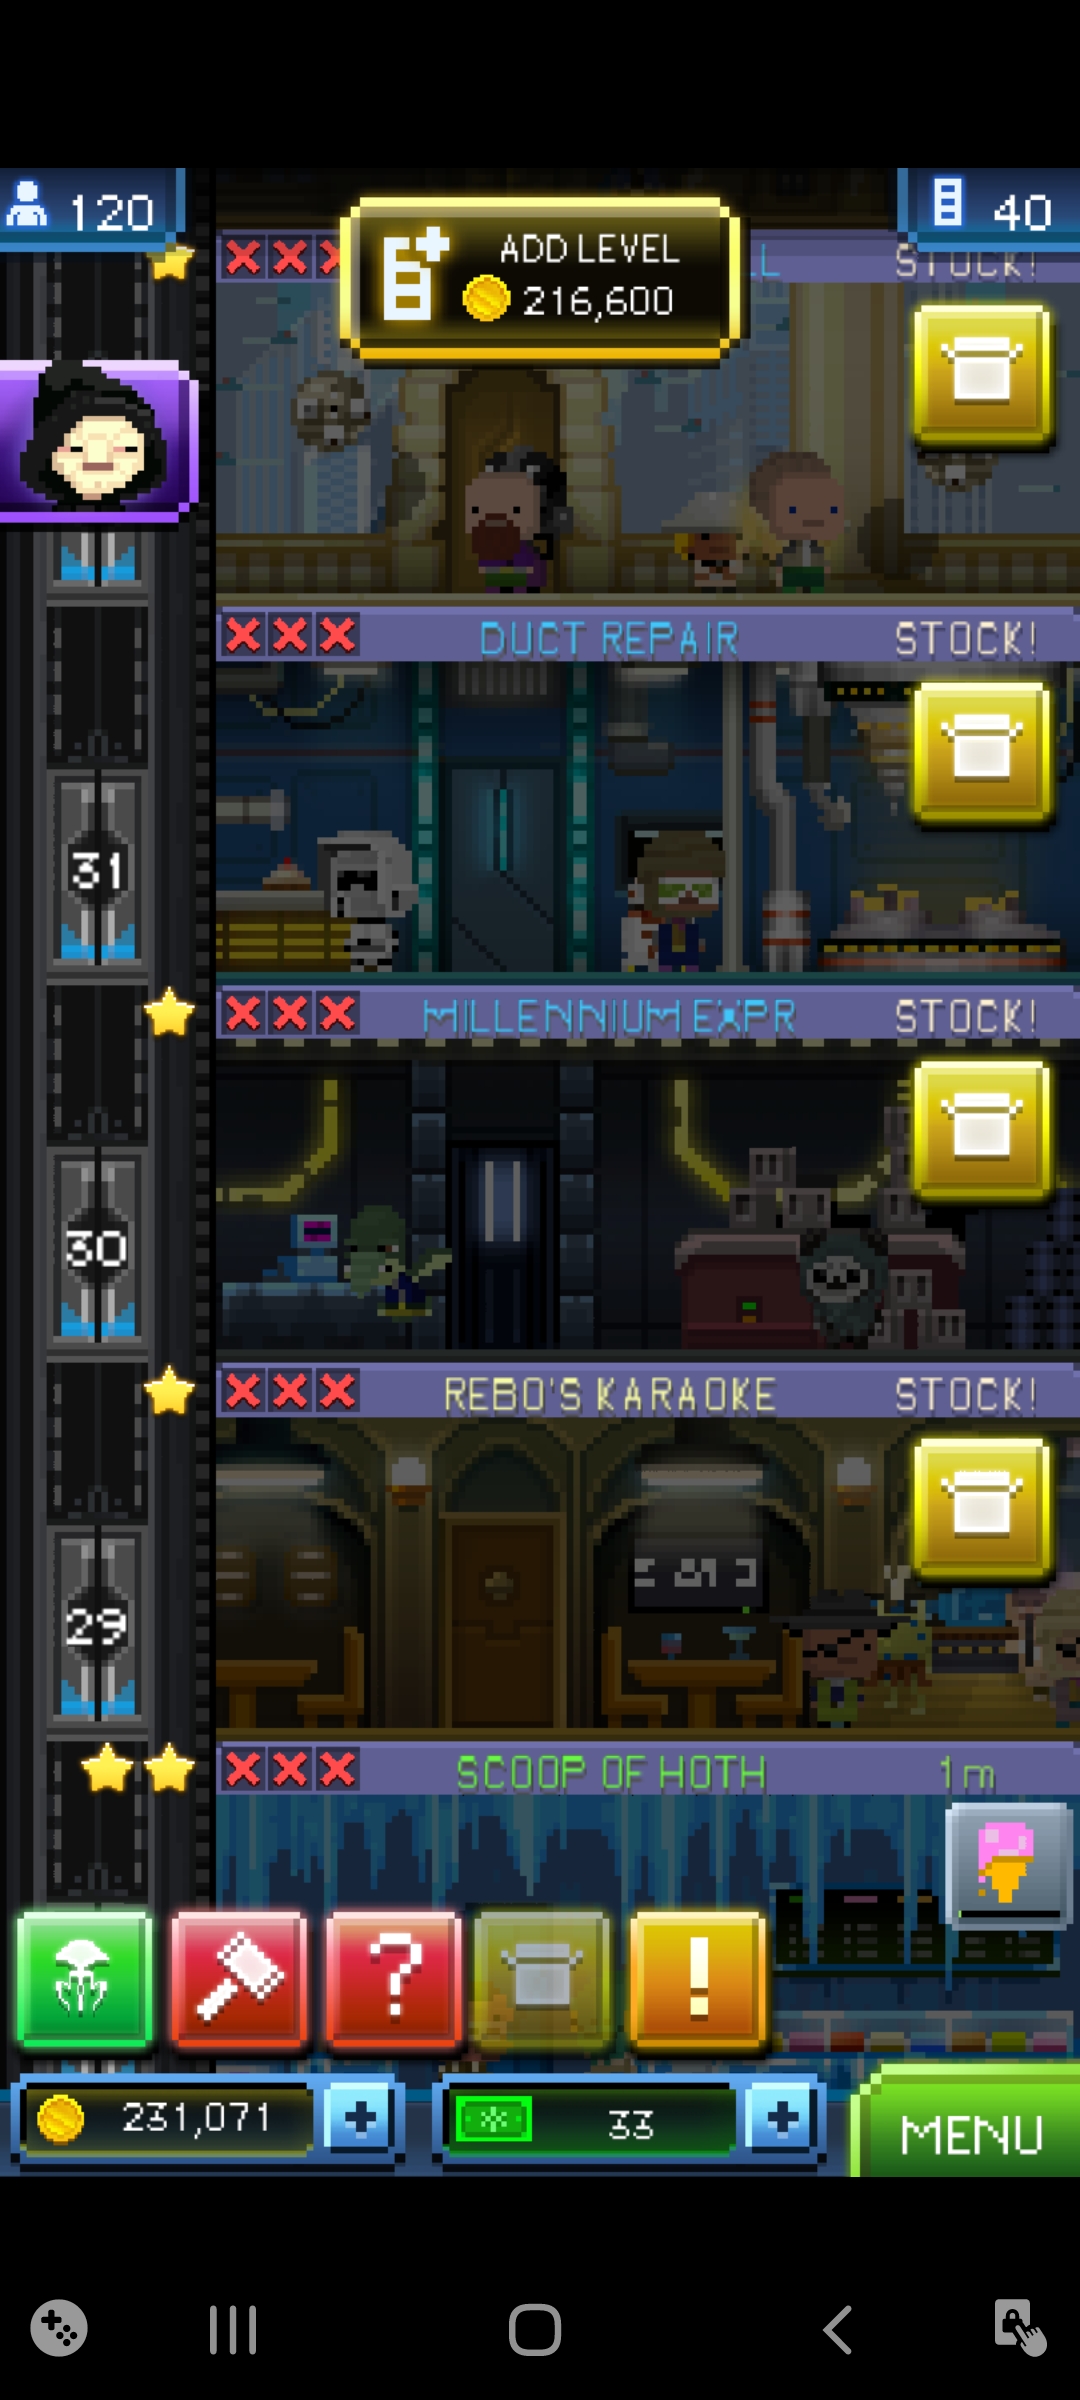 120
ADD LEVEL
216,600
40
LL STOCK!
DUCT REPAIR STOCK!
31
MILLENNIUM EXPR STOCK!
30
REBO'S KARAOKE STOCK!
29
SCOOP OF HOTH 1m
? !
231,071 + 33 + MENU